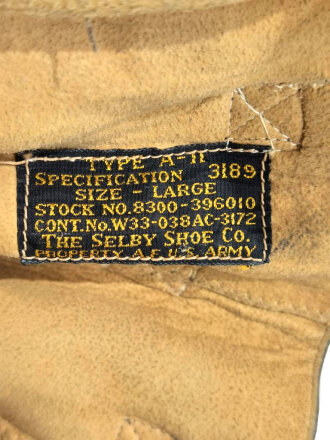 TYPE A-11
SPECIFICATION 3189
SIZE - LARGE
STOCK NO. 8300-396010
CONT. No. W33-038AC-3172
THE SELBY SHOE CO.
PROPERTY A.F. U.S. ARMY